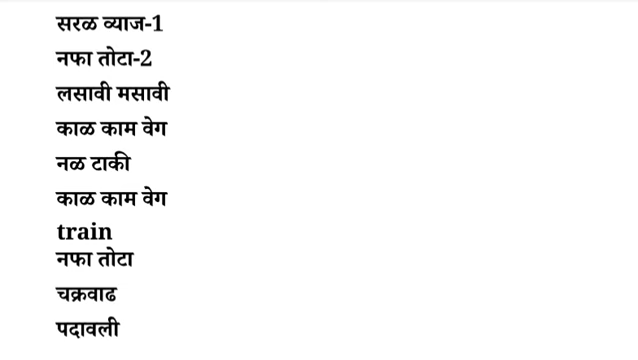 सरळ व्याज-1
नफा तोटा-2
लसावी मसावी
काळ काम वेग
नळ टाकी
काळ काम वेग
train
नफा तोटा
चक्रवाढ
पदावली